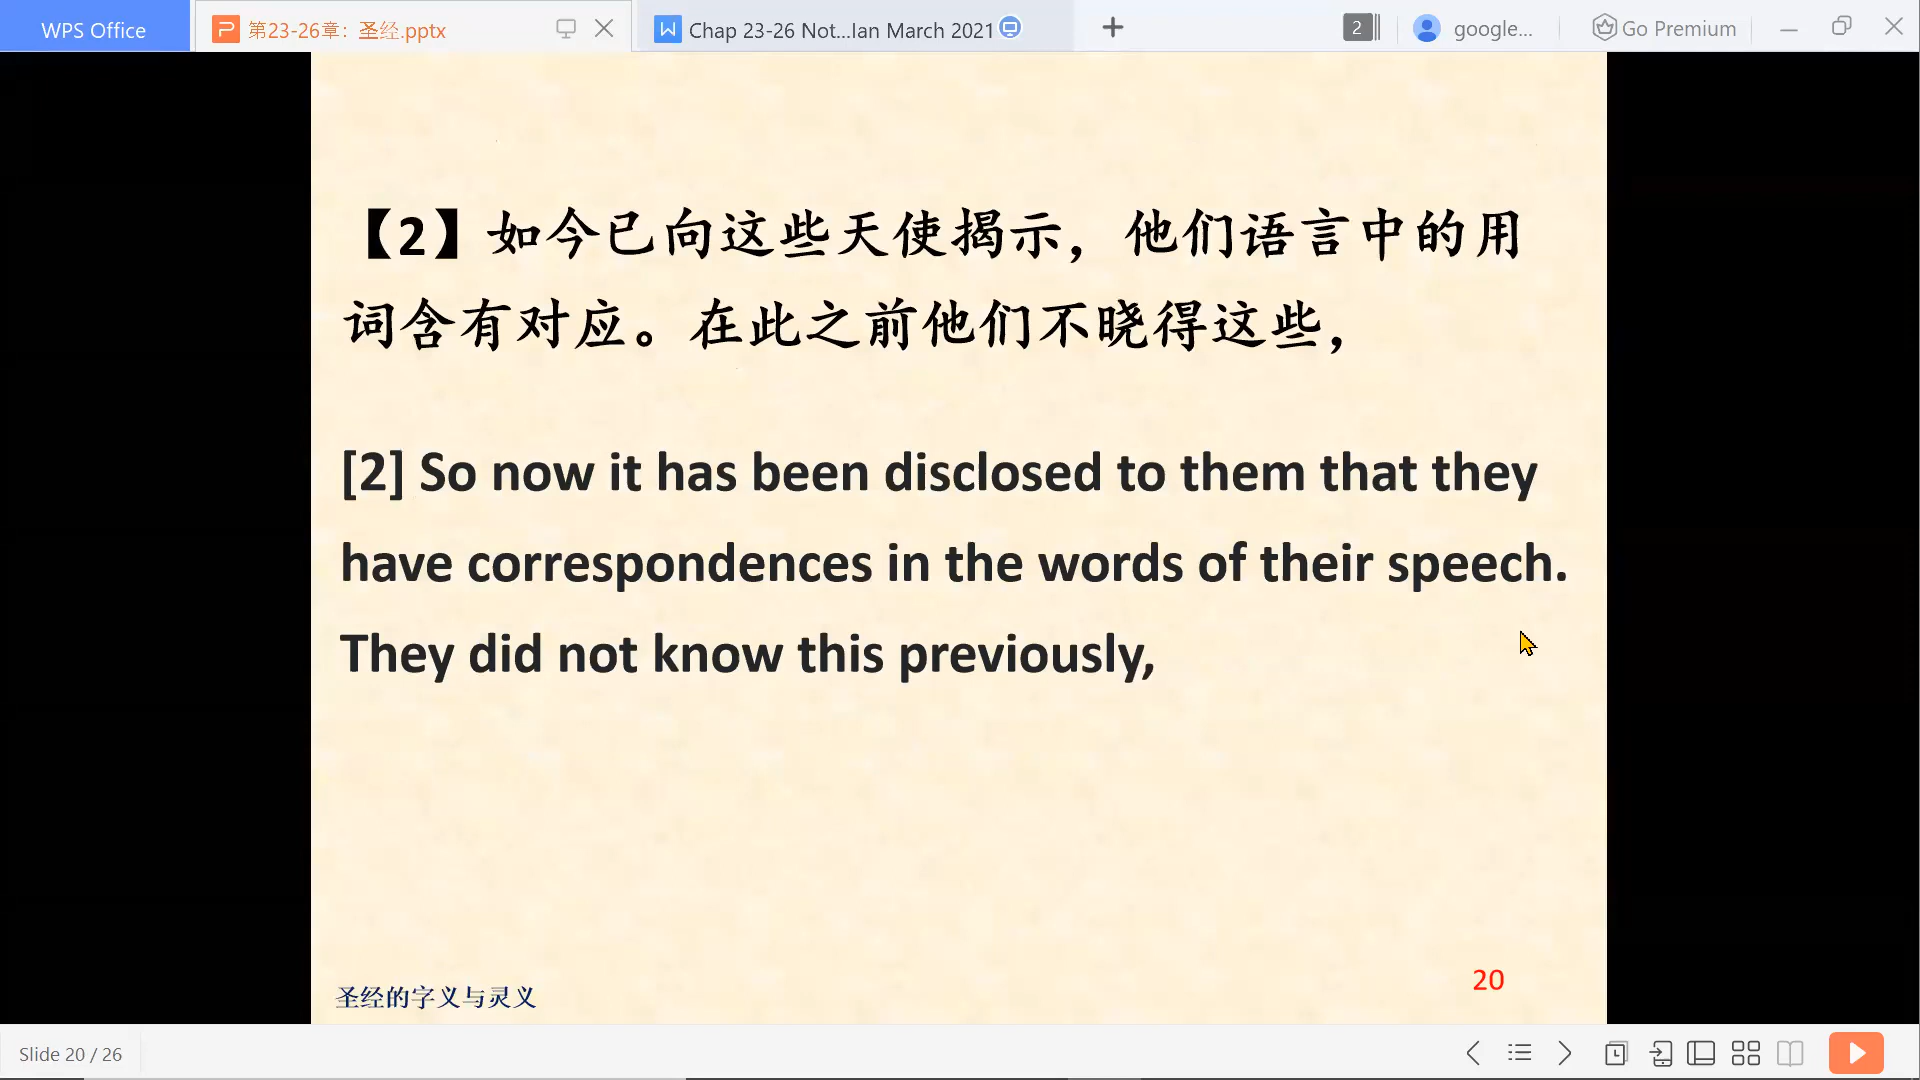 WPS Office
第23-26章：圣经.pptx
Chap 23-26 Not...Ian March 2021
2
google...
Go Premium
【2】如今已向这些天使揭示，他们语言中的用
词含有对应。在此之前他们不晓得这些，
[2] So now it has been disclosed to them that they
have correspondences in the words of their speech.
They did not know this previously,
圣经的字义与灵义
20
Slide 20 / 26